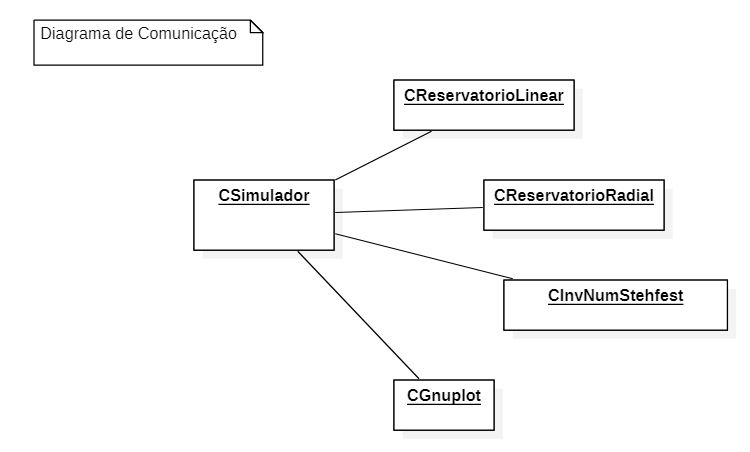 Diagrama de Comunicação
CReservatorioLinear
CSimulador
CReservatorioRadial
CInvNumStehfest
CGnuplot